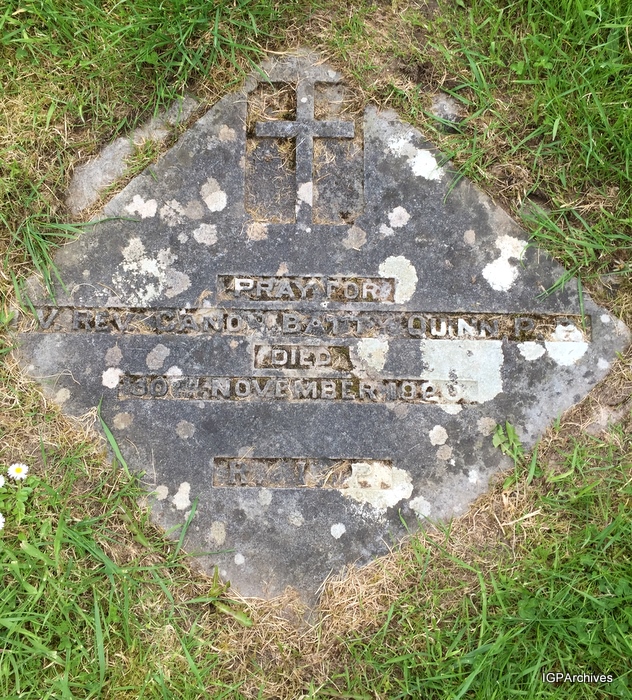 PRAY FOR
V. REV. CANON BATTY QUINN P.P.
DIED
30TH NOVEMBER
R.I.P.
IGPArchives